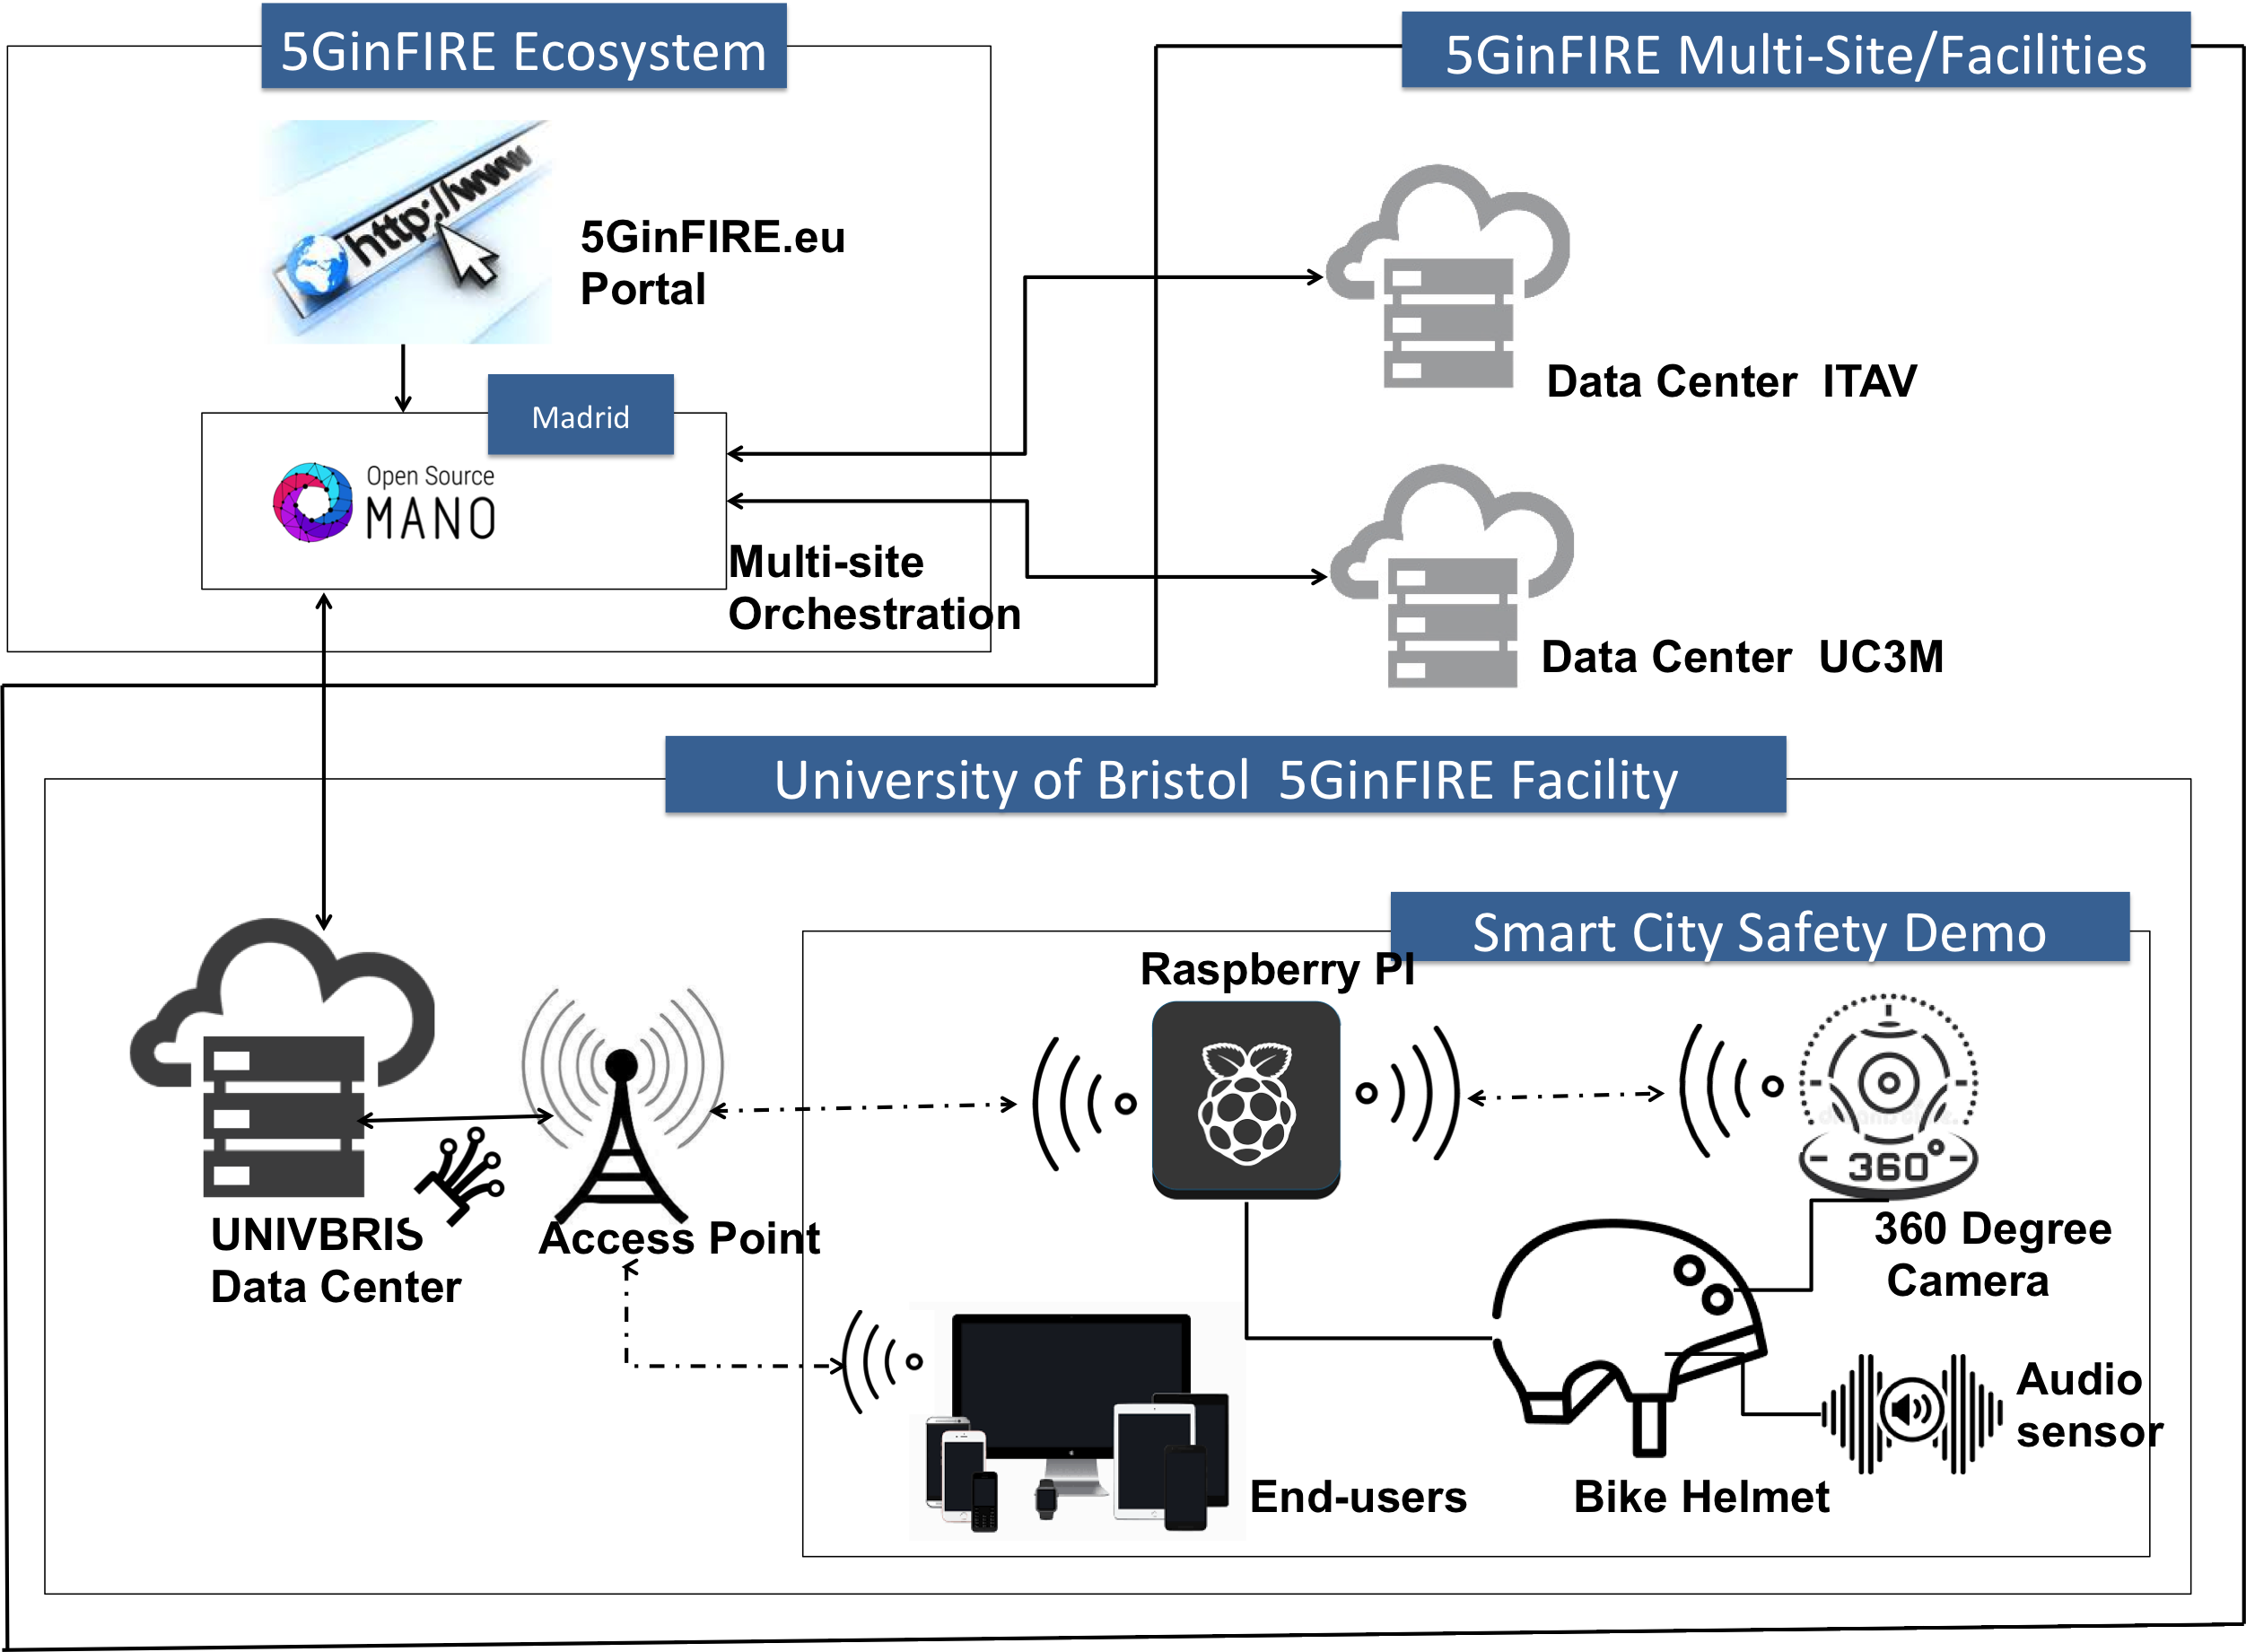 5GinFIRE Ecosystem
5GinFIRE Multi-Site/Facilities
http://www
5GinFIRE.eu
Portal
Data Center ITAV
Madrid
Open Source
MANO
Multi-site
Orchestration
Data Center UC3M
University of Bristol 5GinFIRE Facility
Smart City Safety Demo
Raspberry PI
360°
UNIVBRIS
Data Center
Access Point
360 Degree
Camera
Audio
sensor
End-users
Bike Helmet